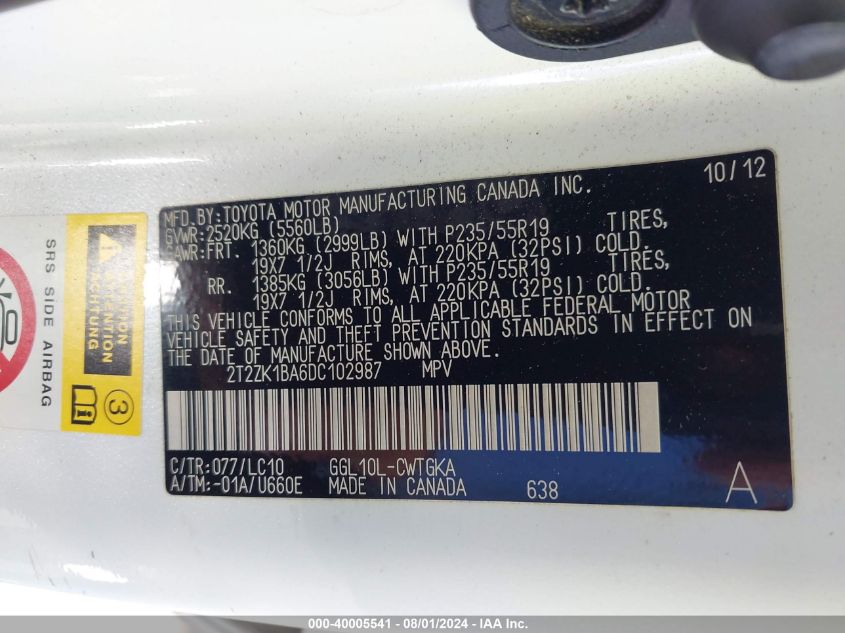 10/12
MFD. BY: TOYOTA MOTOR MANUFACTURING CANADA INC.
GVWR: 2520KG (5560LB)
GAWR: FRT. 1360KG (2999LB) WITH P235/55R19 TIRES,
19X7 1/2J RIMS, AT 220KPA (32PSI) COLD.
RR. 1385KG (3056LB) WITH P235/55R19 TIRES,
19X7 1/2J RIMS, AT 220KPA (32PSI) COLD.
THIS VEHICLE CONFORMS TO ALL APPLICABLE FEDERAL MOTOR
VEHICLE SAFETY AND THEFT PREVENTION STANDARDS IN EFFECT ON
THE DATE OF MANUFACTURE SHOWN ABOVE.
2T2ZK1BA6DC102987 MPV
C/TR: 077/LC10 GGL10L-CWTGKA
A/TM: -01A/U660E MADE IN CANADA 638 A
SRS SIDE AIRBAG
CAUTION
ATTENTION
ACHTUNG
3
i
000-40005541 - 08/01/2024 - IAA Inc.